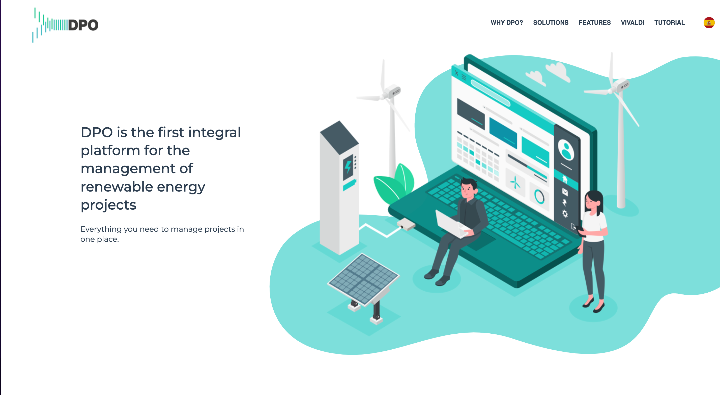 DPO
WHY DPO? SOLUTIONS FEATURES VIVALDI TUTORIAL
DPO is the first integral
platform for the
management of
renewable energy
projects
Everything you need to manage projects in
one place.